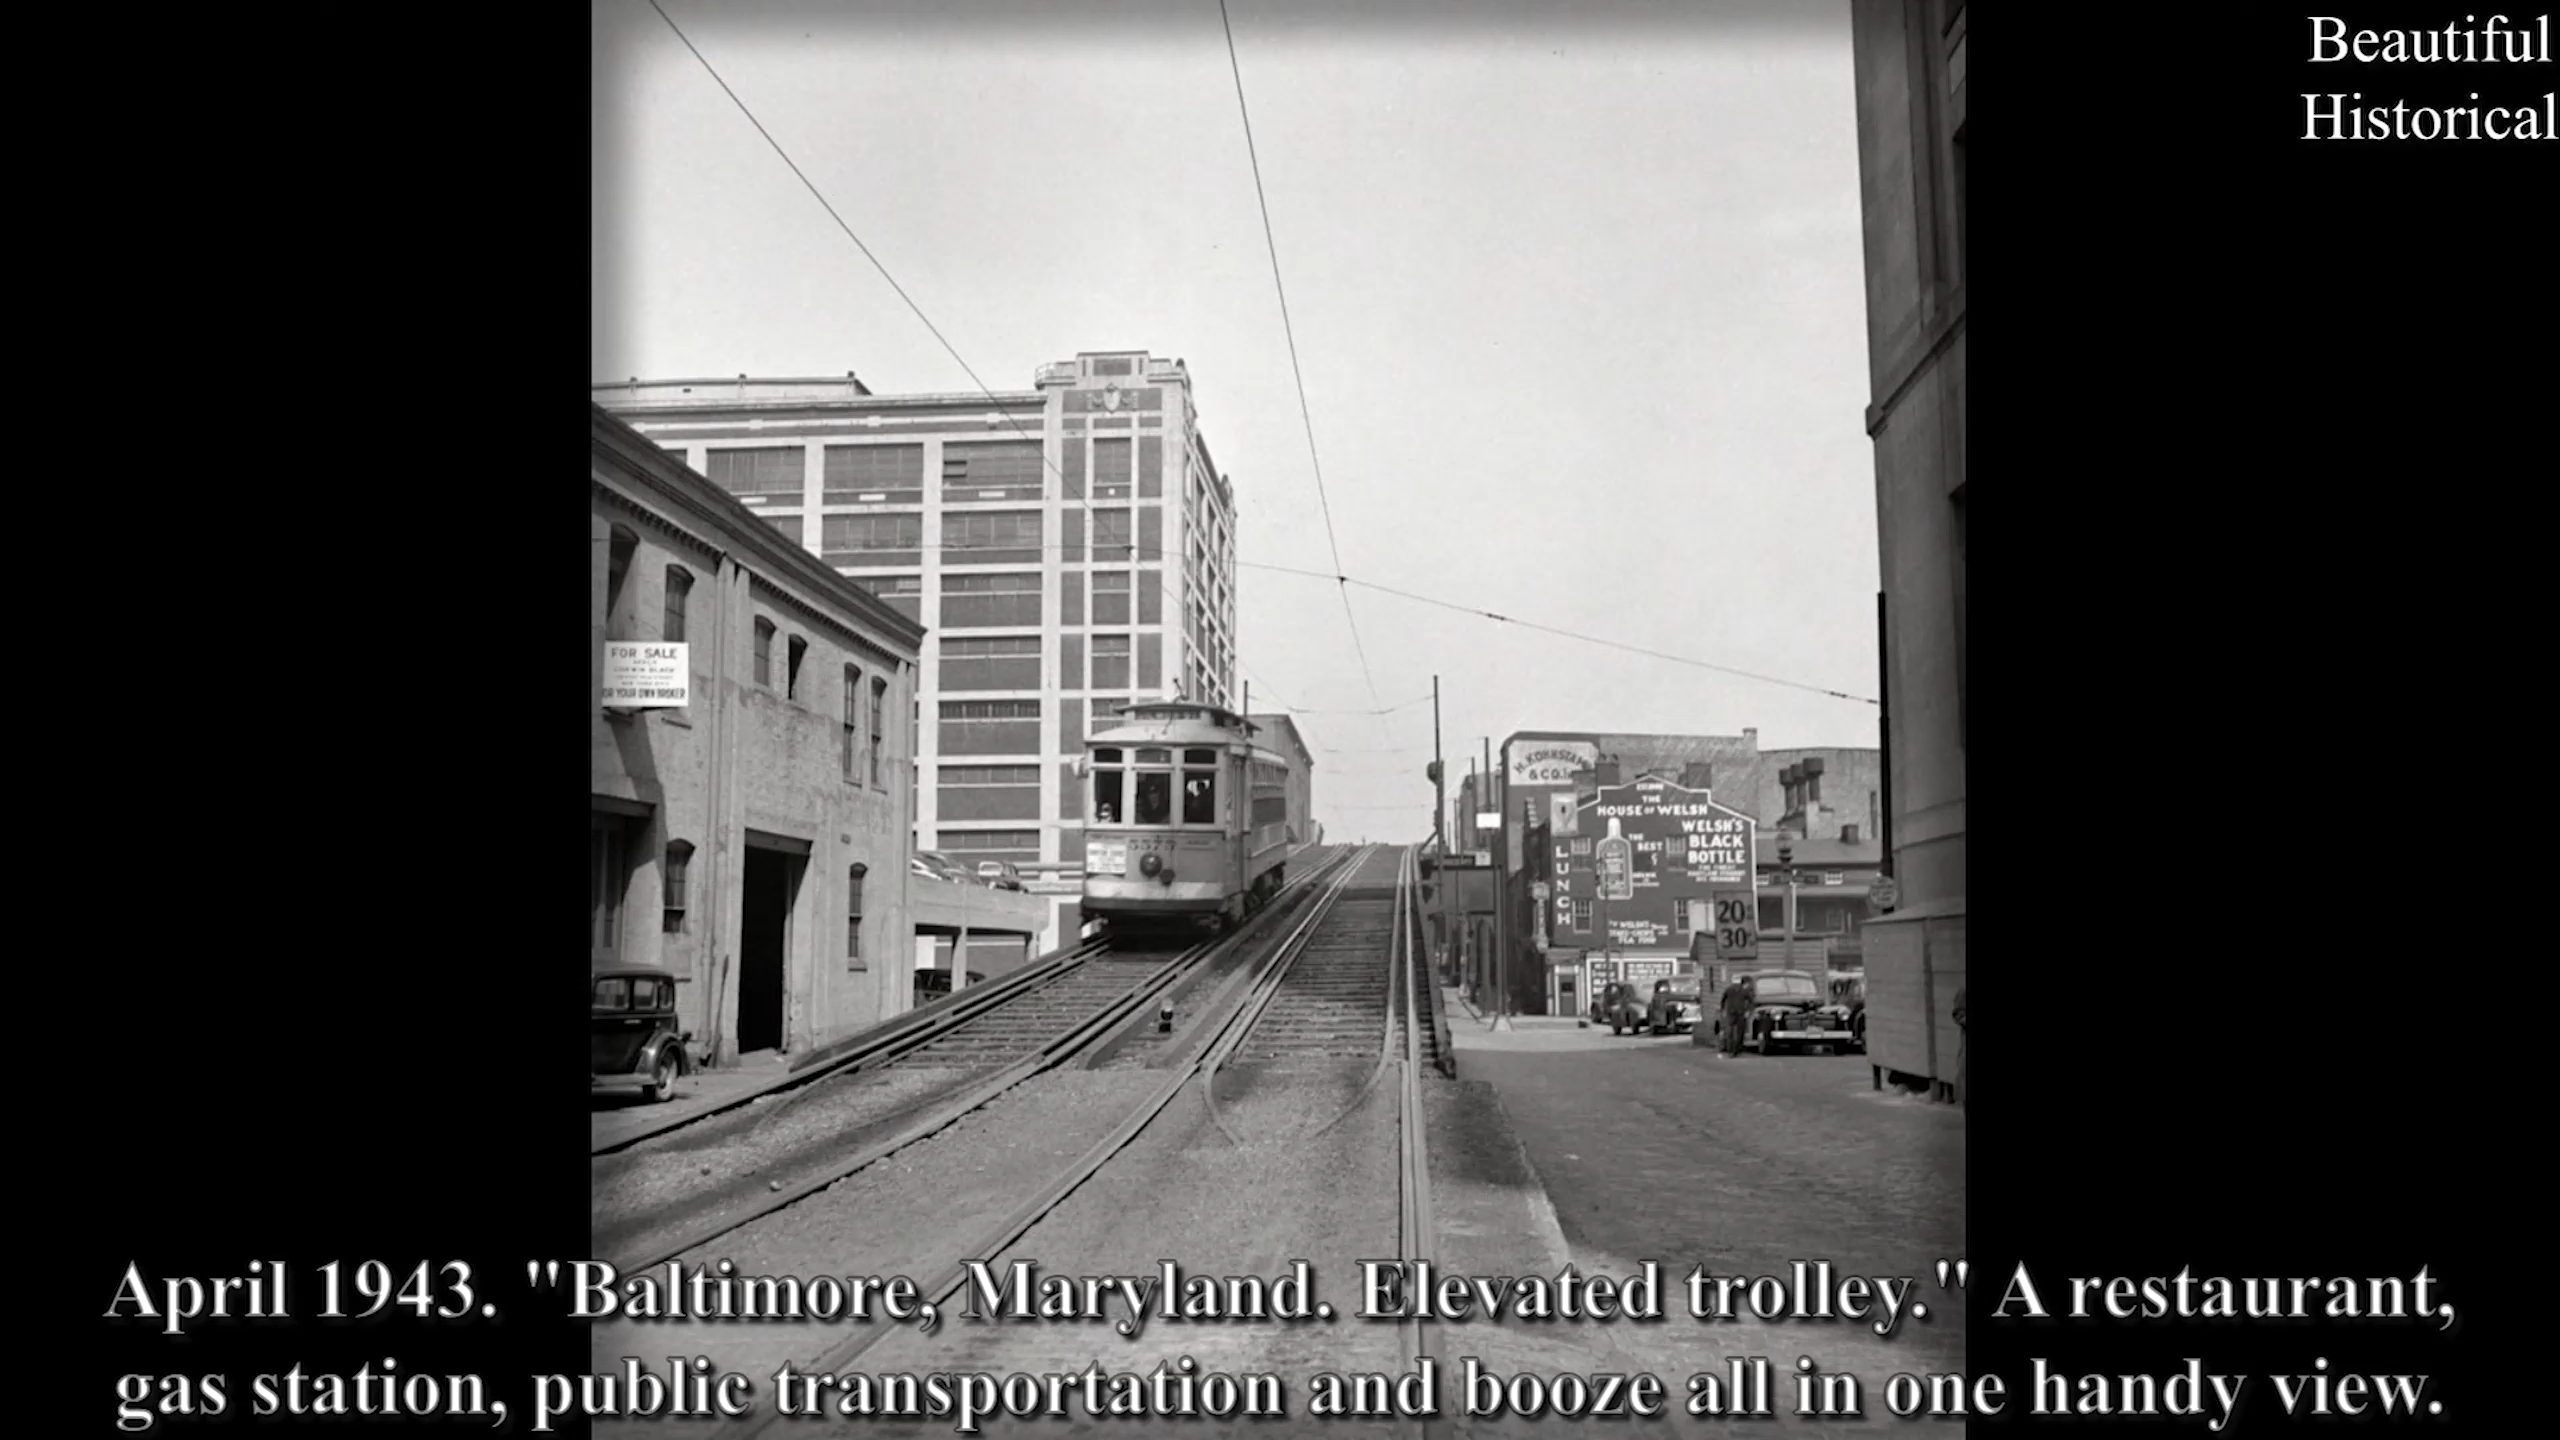 Beautiful
Historical
FOR SALE
OR YOUR OWN BROKER
5573
H. KOHNSTAMM
& CO.
THE
HOUSE OF WELSH
WELSH'S
BLACK
BOTTLE
THE
BEST
LUNCH
20
30
April 1943. "Baltimore, Maryland. Elevated trolley." A restaurant,
gas station, public transportation and booze all in one handy view.